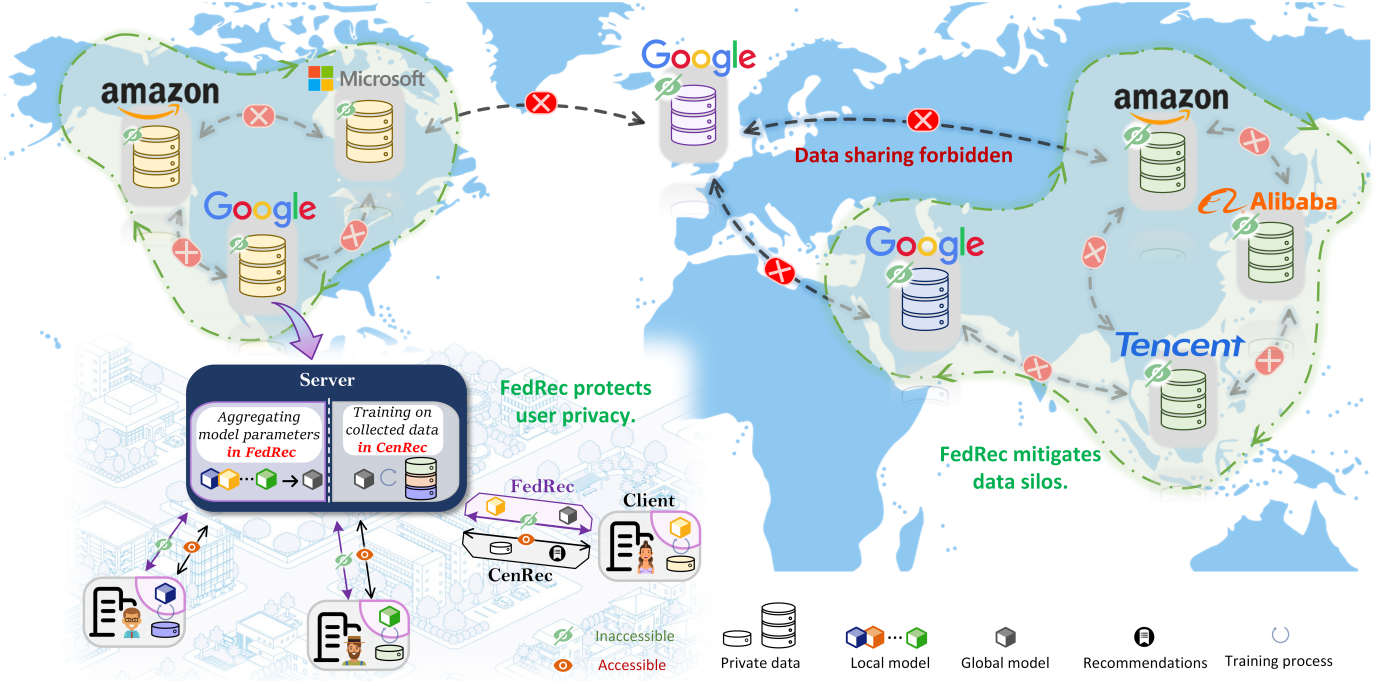 amazon
Microsoft
Google
Google
Data sharing forbidden
amazon
Alibaba
Google
Tencent
Server
Aggregating
model parameters
in FedRec
Training on
collected data
in CenRec
FedRec protects
user privacy.
FedRec mitigates
data silos.
FedRec
CenRec
Client
Inaccessible
Accessible
Private data
Local model
Global model
Recommendations
Training process